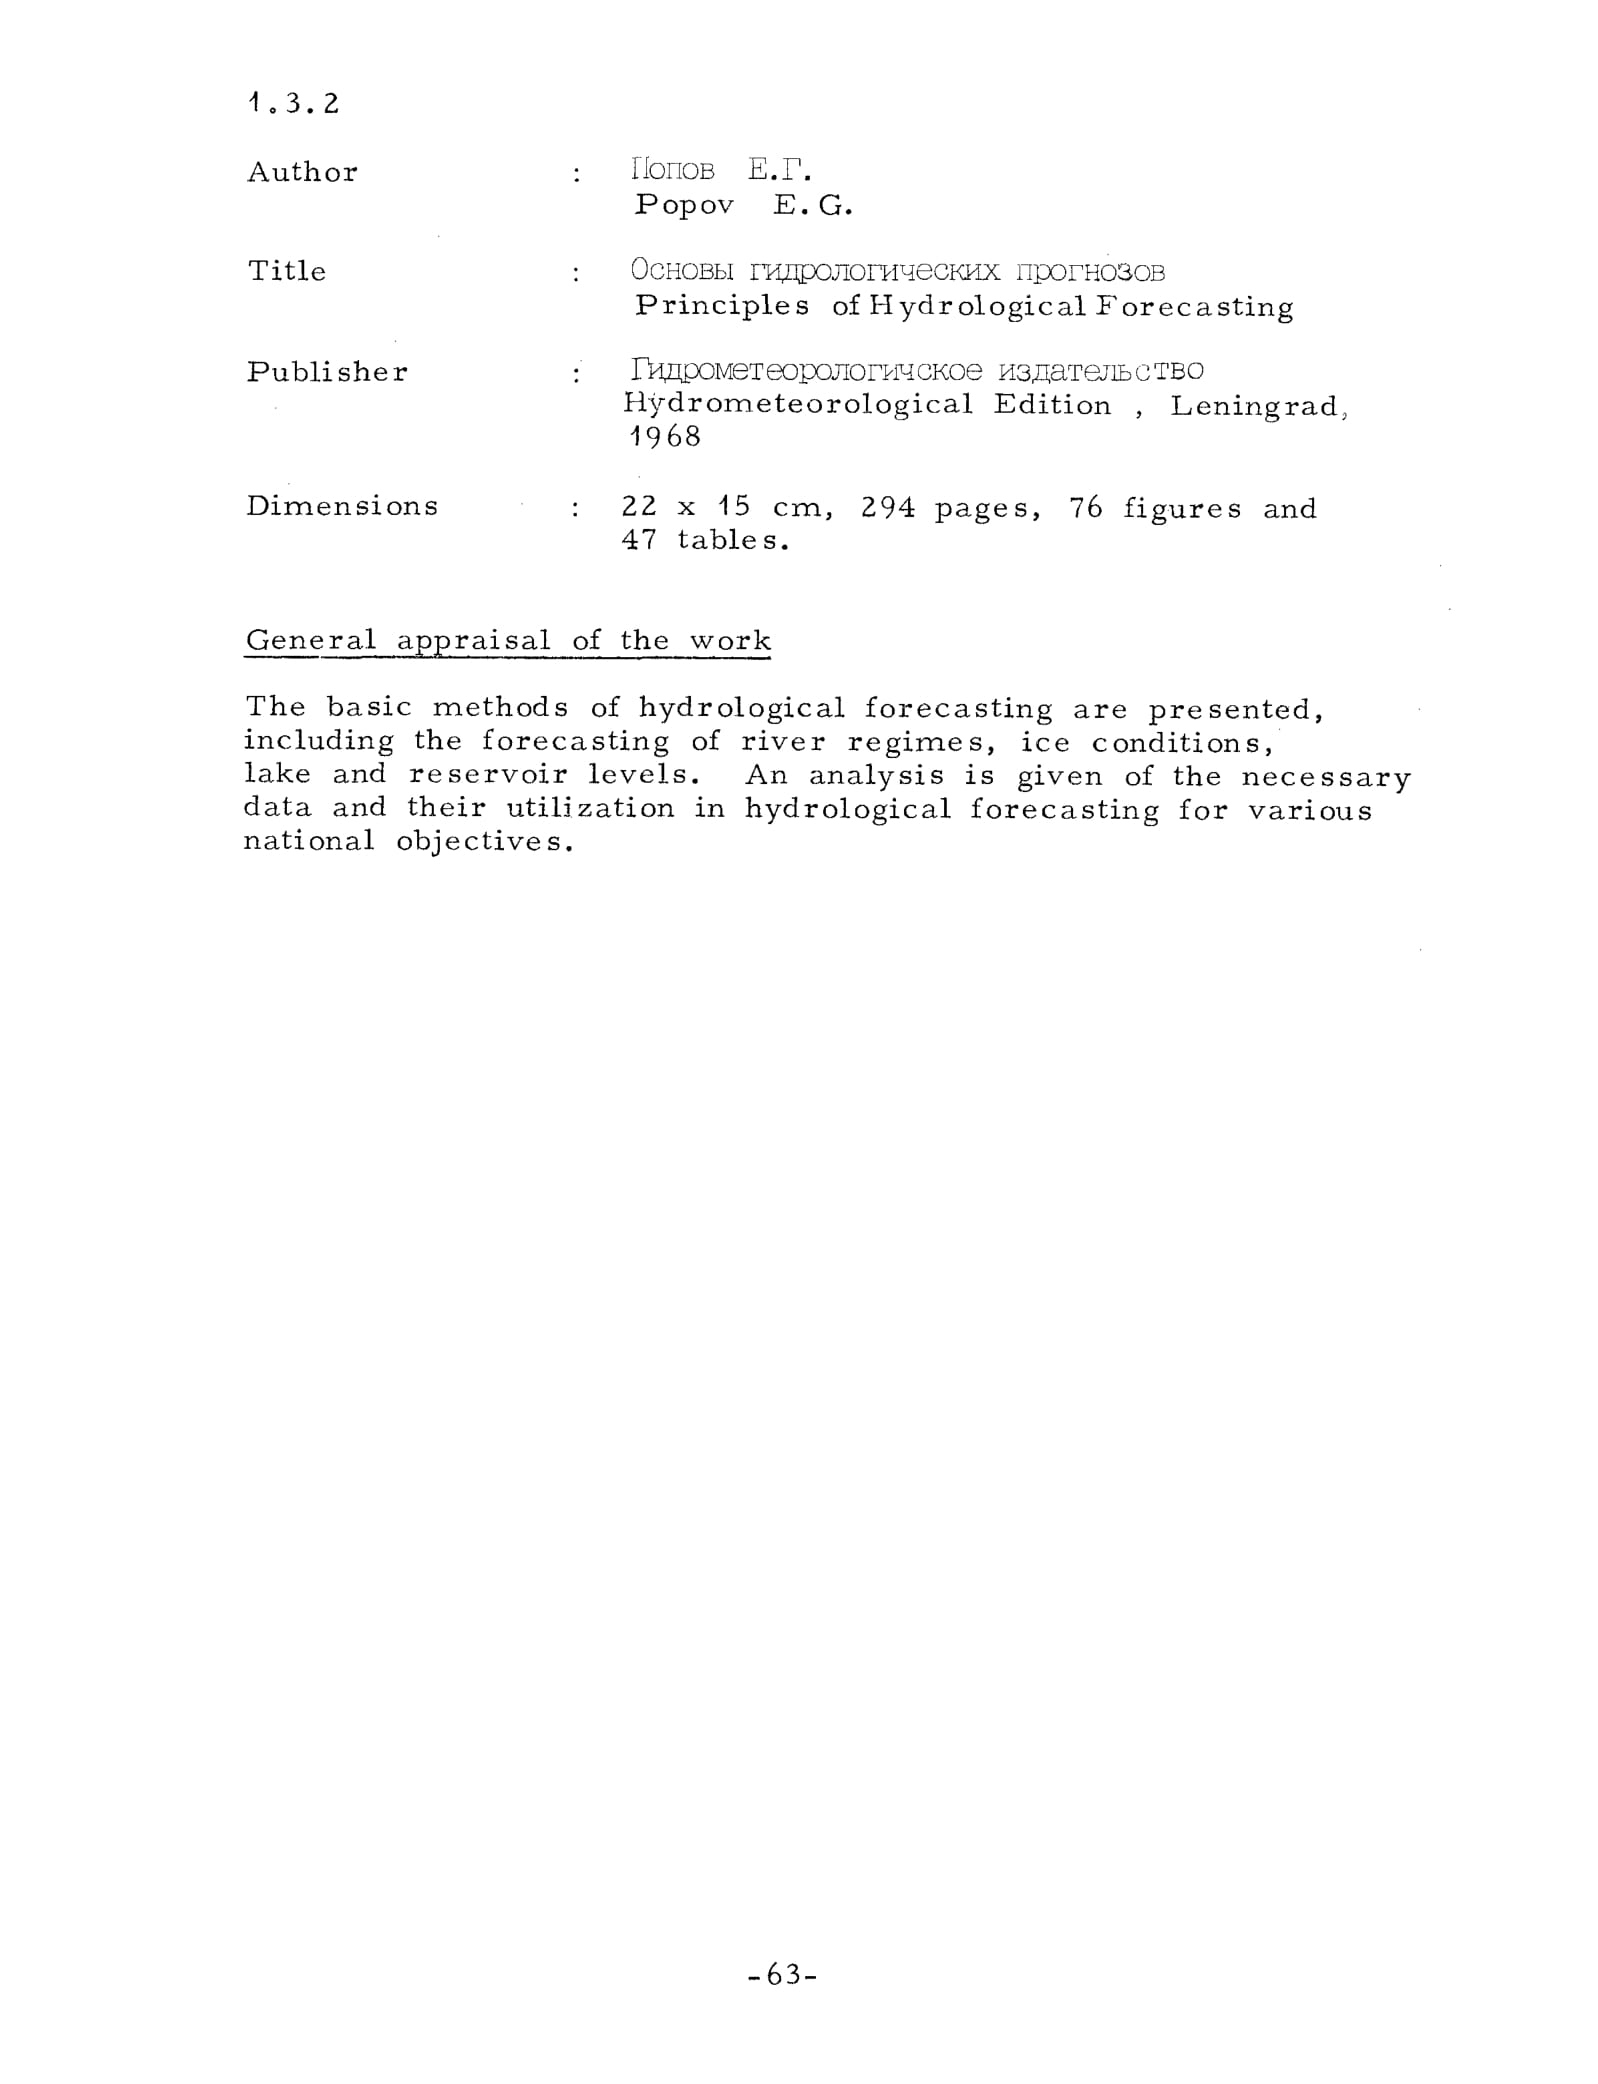 1.3.2
Author : Попов Е.Г.
Popov E.G.
Title : Основы гидрологических прогнозов
Principles of Hydrological Forecasting
Publisher : Гидрометеорологичское издательство
Hydrometeorological Edition , Leningrad,
1968
Dimensions : 22 x 15 cm, 294 pages, 76 figures and
47 tables.
General appraisal of the work
The basic methods of hydrological forecasting are presented,
including the forecasting of river regimes, ice conditions,
lake and reservoir levels. An analysis is given of the necessary
data and their utilization in hydrological forecasting for various
national objectives.
-63-